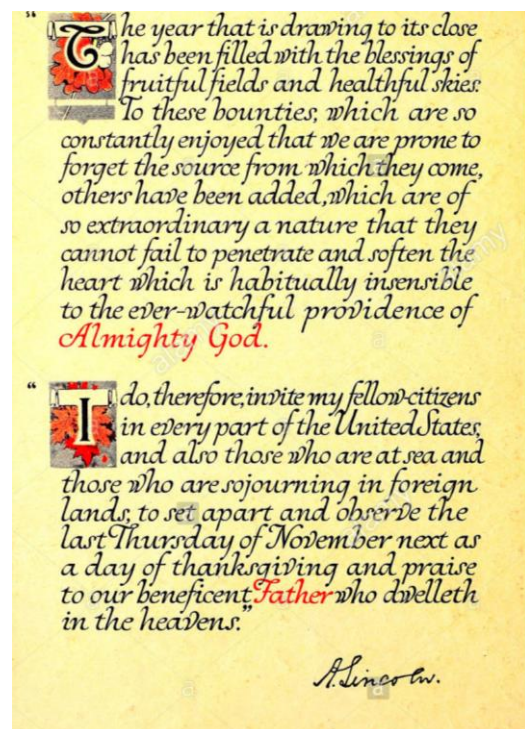 “The year that is drawing to its close
has been filled with the blessings of
fruitful fields and healthful skies.
To these bounties, which are so
constantly enjoyed that we are prone to
forget the source from which they come,
others have been added, which are of
so extraordinary a nature that they
cannot fail to penetrate and soften the
heart which is habitually insensible
to the ever-watchful providence of
Almighty God.
“I do, therefore, invite my fellow-citizens
in every part of the United States,
and also those who are at sea and
those who are sojourning in foreign
lands, to set apart and observe the
last Thursday of November next as
a day of thanksgiving and praise
to our beneficent Father who dwelleth
in the heavens.”
A. Lincoln.
alamy
a